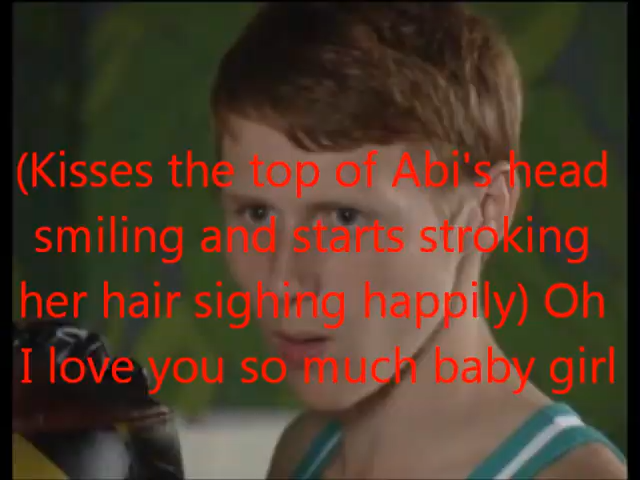 (Kisses the top of Abi's head
smiling and starts stroking
her hair sighing happily) Oh
I love you so much baby girl